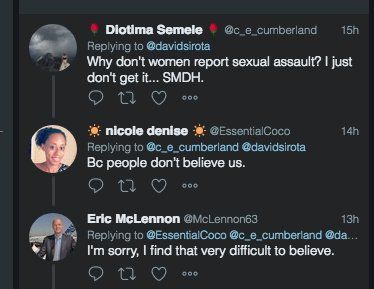 Diotima Semele @c_e_cumberland 15h
Replying to @davidsirota
Why don't women report sexual assault? I just
don't get it... SMDH.
nicole denise @EssentialCoco 14h
Replying to @c_e_cumberland @davidsirota
Bc people don't believe us.
Eric McLennon @McLennon63 13h
Replying to @EssentialCoco @c_e_cumberland @da...
I'm sorry, I find that very difficult to believe.